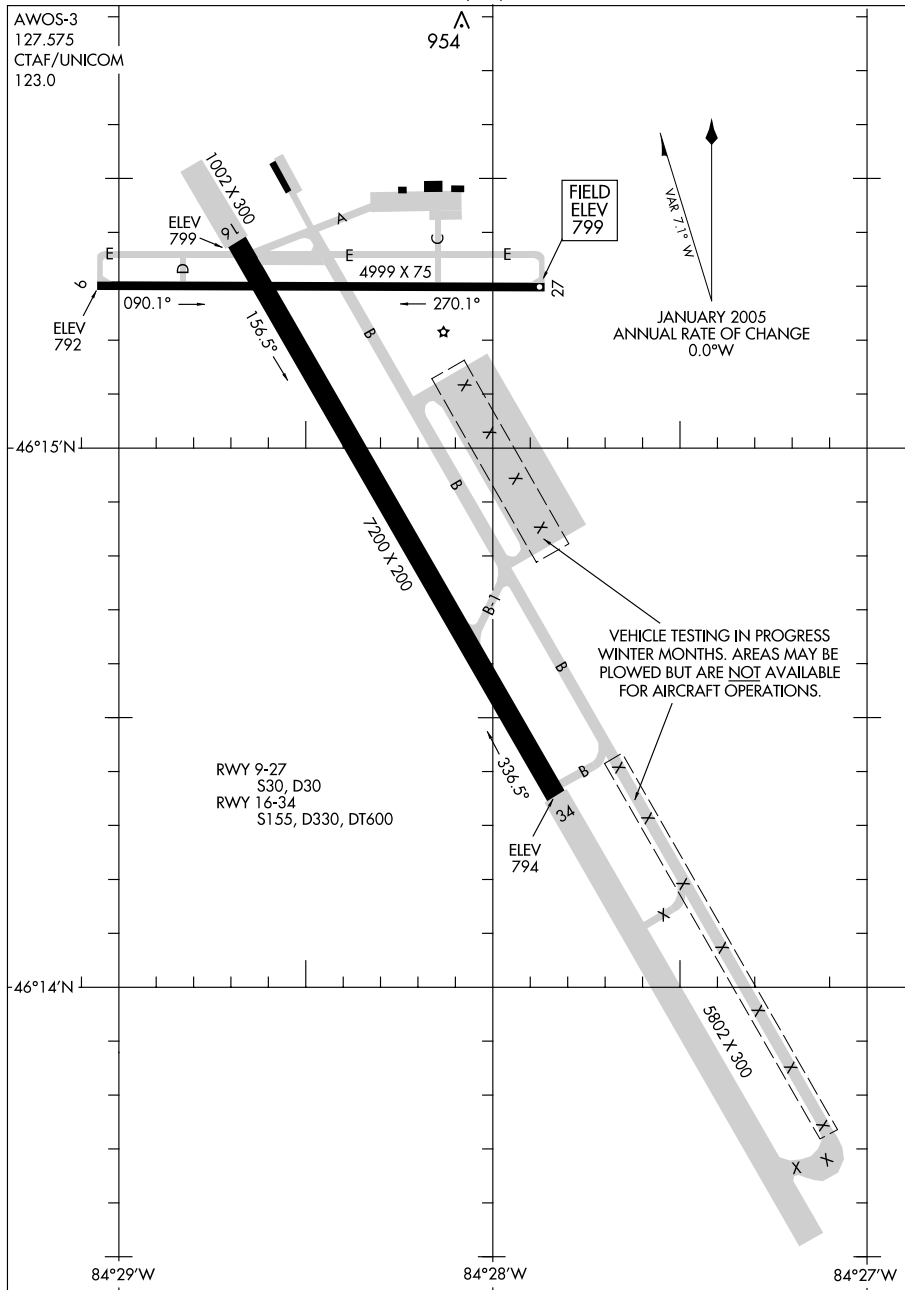 AWOS-3
127.575
CTAF/UNICOM
123.0
954
1002 X 300
VAR 7.1° W
FIELD
ELEV
799
ELEV
799
16
A
C
E
E
E
D
9
4999 X 75
27
090.1°
270.1°
ELEV
792
156.5°
B
JANUARY 2005
ANNUAL RATE OF CHANGE
0.0°W
X
X
46°15'N
X
B
X
7200 X 200
B-1
VEHICLE TESTING IN PROGRESS
WINTER MONTHS. AREAS MAY BE
PLOWED BUT ARE NOT AVAILABLE
FOR AIRCRAFT OPERATIONS.
B
336.5°
RWY 9-27
S30, D30
RWY 16-34
S155, D330, DT600
B
X
34
X
ELEV
794
X
X
X
46°14'N
X
5802 X 300
X
X
X
X
84°29'W
84°28'W
84°27'W